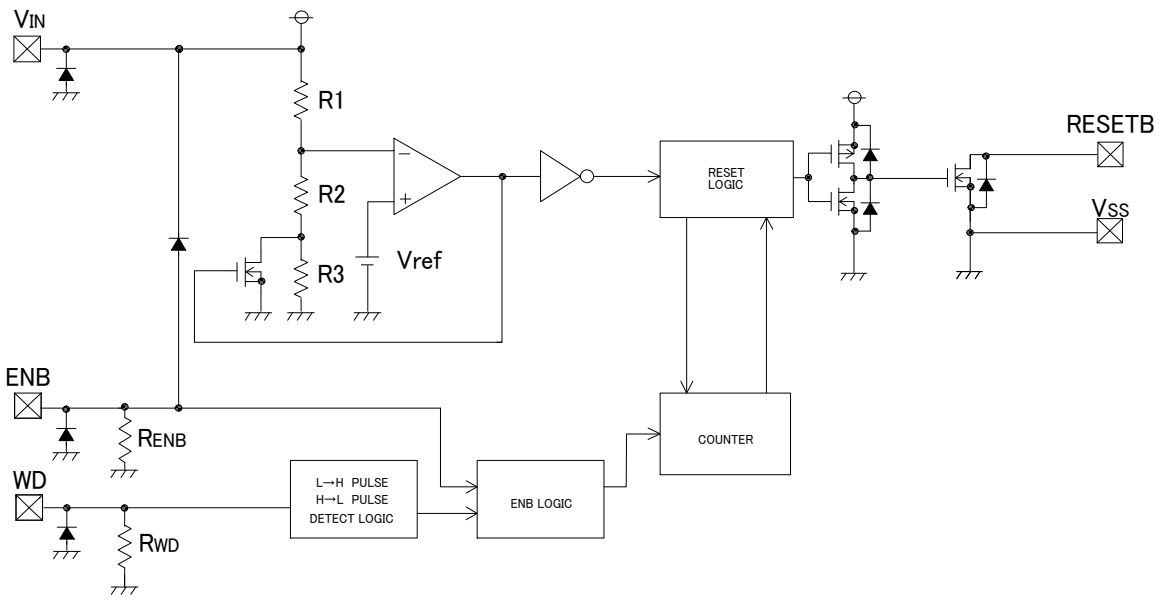 VIN
R1
R2
R3
−
+
Vref
RESET
LOGIC
RESETB
VSS
ENB
RENB
WD
RWD
L→H PULSE
H→L PULSE
DETECT LOGIC
ENB LOGIC
COUNTER